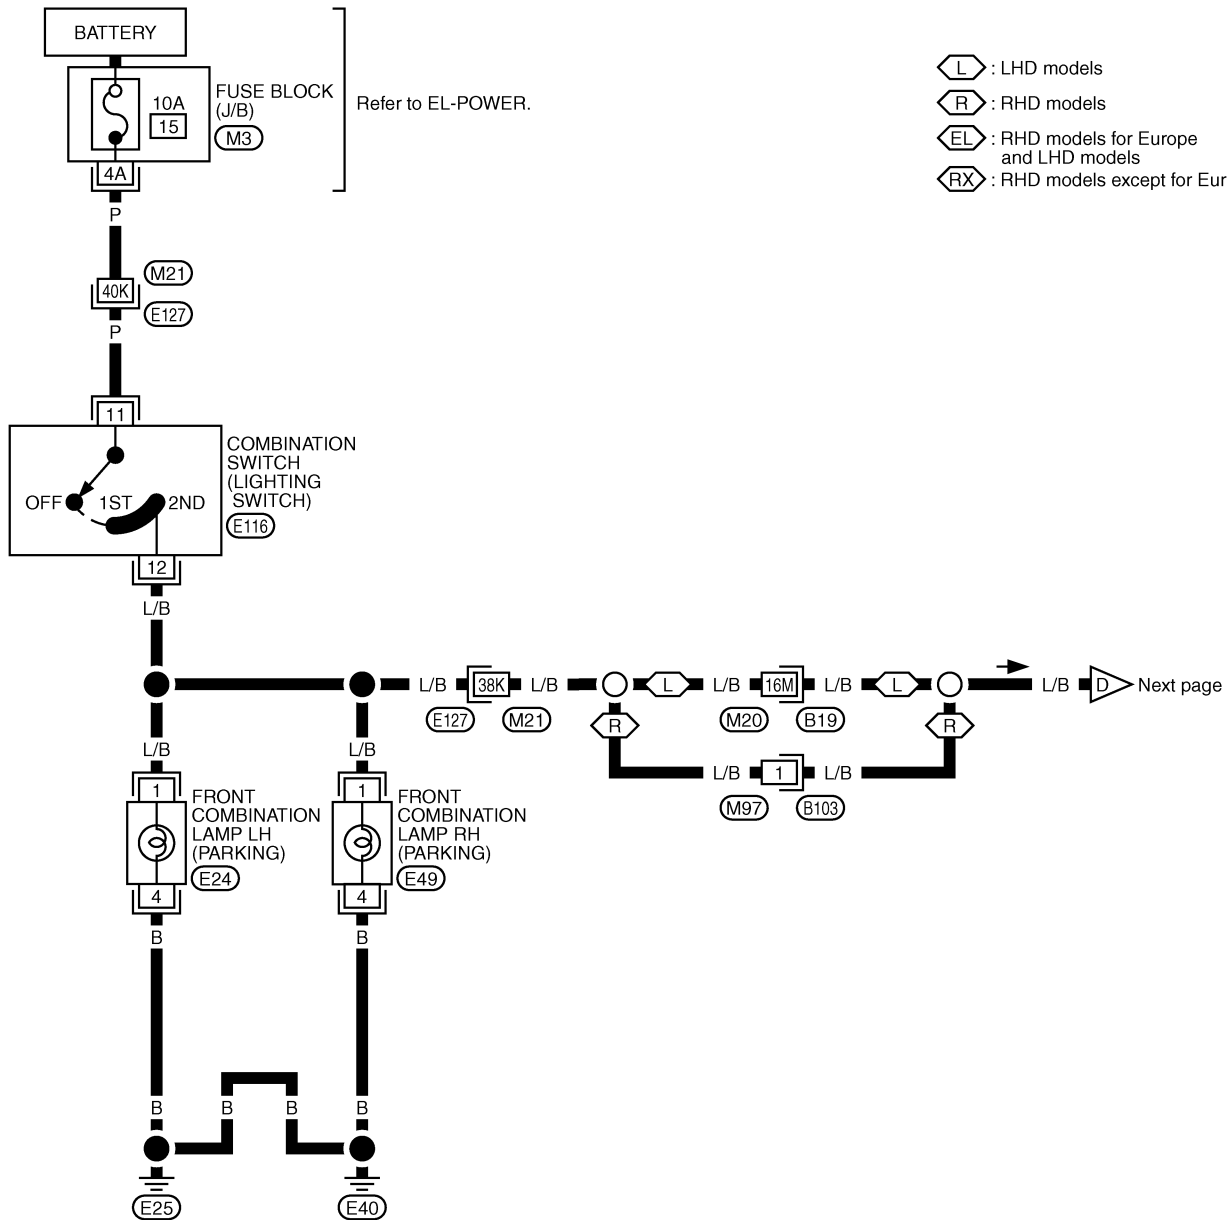 BATTERY
10A
15
FUSE BLOCK
(J/B)
M3
Refer to EL-POWER.
4A
P
40K
M21
E127
P
L : LHD models
R : RHD models
EL : RHD models for Europe
and LHD models
RX : RHD models except for Eur
11
COMBINATION
SWITCH
(LIGHTING
SWITCH)
E116
OFF 1ST 2ND
12
L/B
L/B 38K L/B L L/B 16M L/B L L/B D Next page
E127 M21 M20 B19
R R
L/B 1 L/B
M97 B103
L/B L/B
1
FRONT
COMBINATION
LAMP LH
(PARKING)
E24
4
1
FRONT
COMBINATION
LAMP RH
(PARKING)
E49
4
B B
B B B B
E25 E40